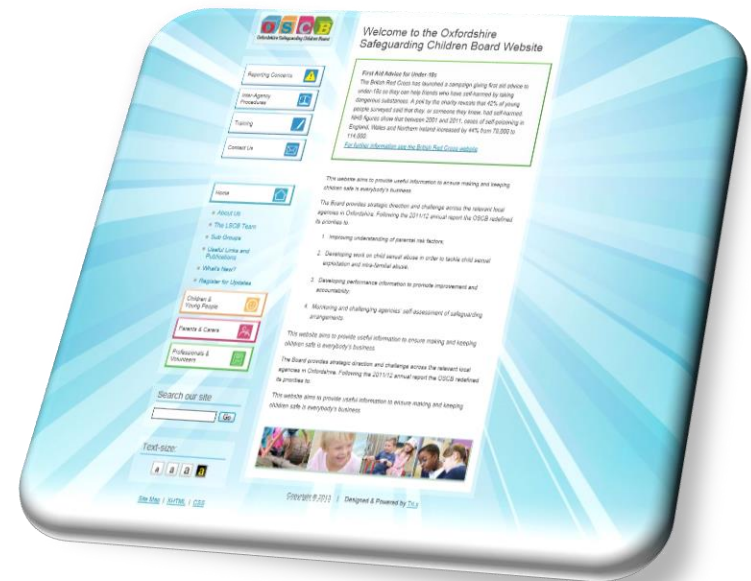 OSCB
Oxfordshire Safeguarding Children Board
Reporting Concerns
Inter-Agency
Procedures
Training
Contact Us
Home
About Us
The LSCB Team
Sub Groups
Useful Links and
Publications
What's New?
Register for Updates
Children &
Young People
Parents & Carers
Professionals &
Volunteers
Search our site
Go
Text-size:
a a a a
Site Map | XHTML | CSS
Welcome to the Oxfordshire
Safeguarding Children Board Website
First Aid Advice for Under-18s
The British Red Cross has launched a campaign giving first aid advice to
under-18s so they can help friends who have self-harmed by taking
dangerous substances. A poll by the charity reveals that 42% of young
people surveyed said that they, or someone they know, had self-harmed.
NHS figures show that between 2001 and 2011, cases of self-poisoning in
England, Wales and Northern Ireland increased by 44% from 79,000 to
114,000.
For further information see the British Red Cross website
This website aims to provide useful information to ensure making and keeping
children safe is everybody's business.
The Board provides strategic direction and challenge across the relevant local
agencies in Oxfordshire. Following the 2011/12 annual report the OSCB redefined
its priorities to:
1. Improving understanding of parental risk factors;
2. Developing work on child sexual abuse in order to tackle child sexual
exploitation and intra-familial abuse;
3. Developing performance information to promote improvement and
accountability;
4. Monitoring and challenging agencies' self-assessment of safeguarding
arrangements.
This website aims to provide useful information to ensure making and keeping
children safe is everybody's business.
The Board provides strategic direction and challenge across the relevant local
agencies in Oxfordshire. Following the 2011/12 annual report the OSCB redefined
its priorities to:
This website aims to provide useful information to ensure making and keeping
children safe is everybody's business.
Copyright © 2013 | Designed & Powered by Tri.x